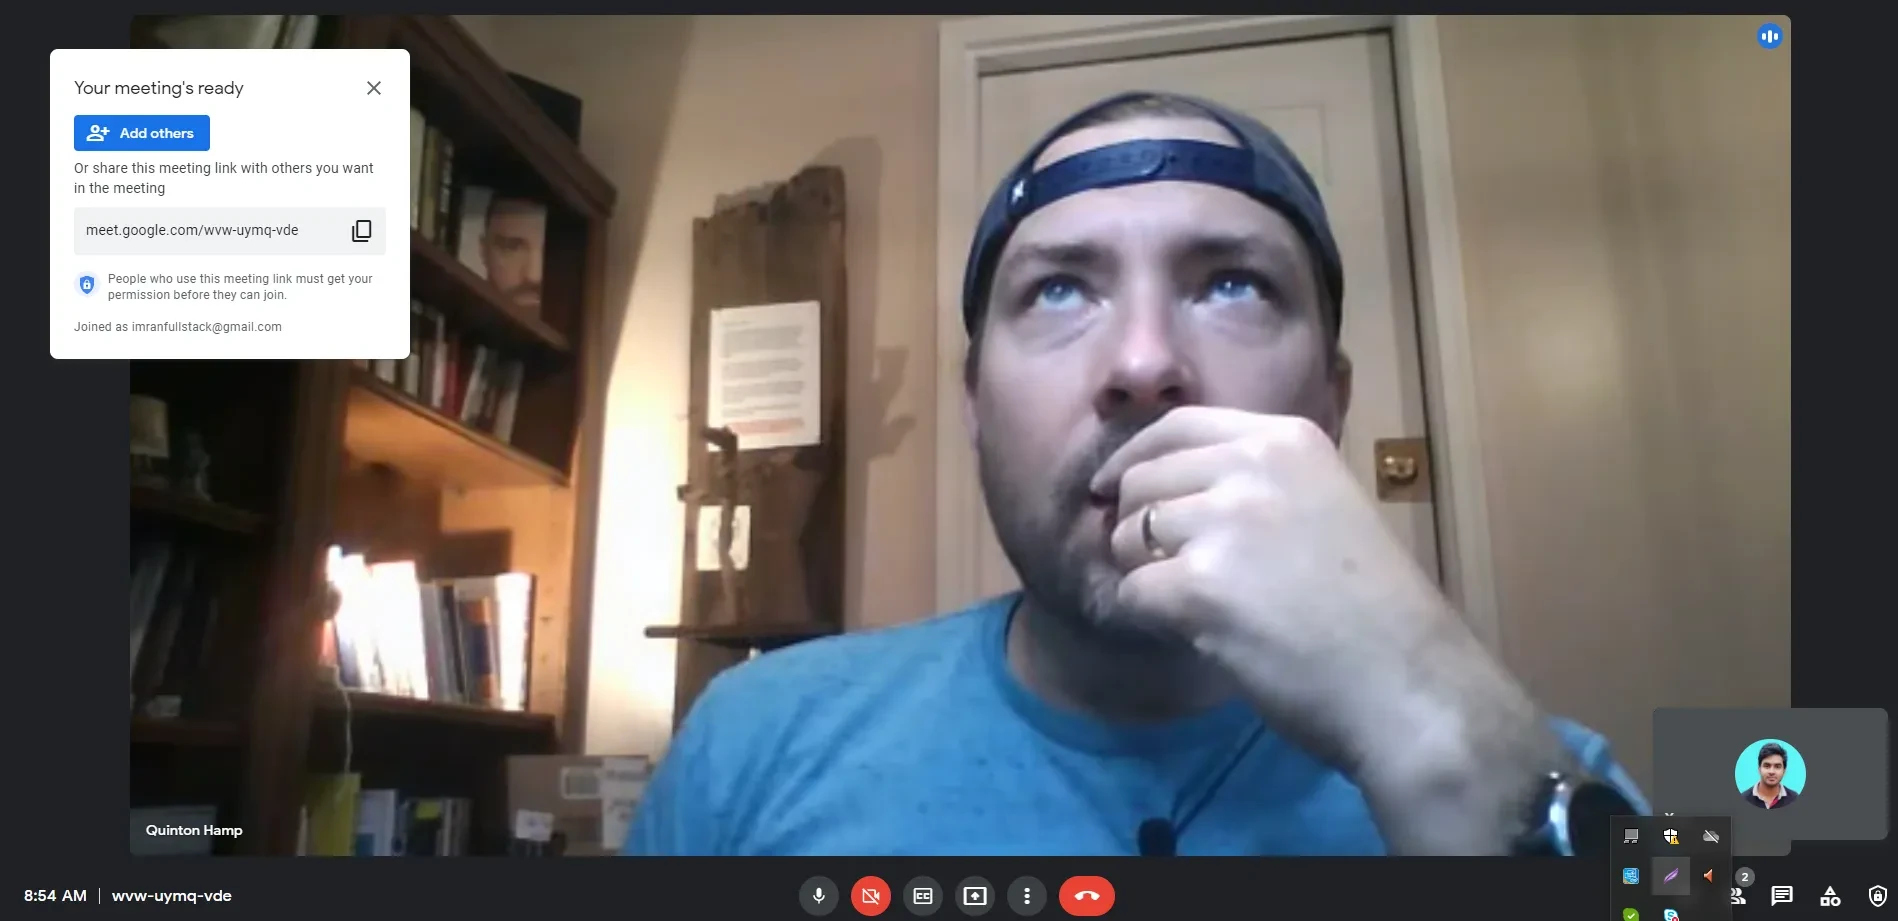 Your meeting's ready
Add others
Or share this meeting link with others you want
in the meeting
meet.google.com/wvw-uymq-vde
People who use this meeting link must get your
permission before they can join.
Joined as imranfullstack@gmail.com
Quinton Hamp
8:54 AM | wvw-uymq-vde
CC
2